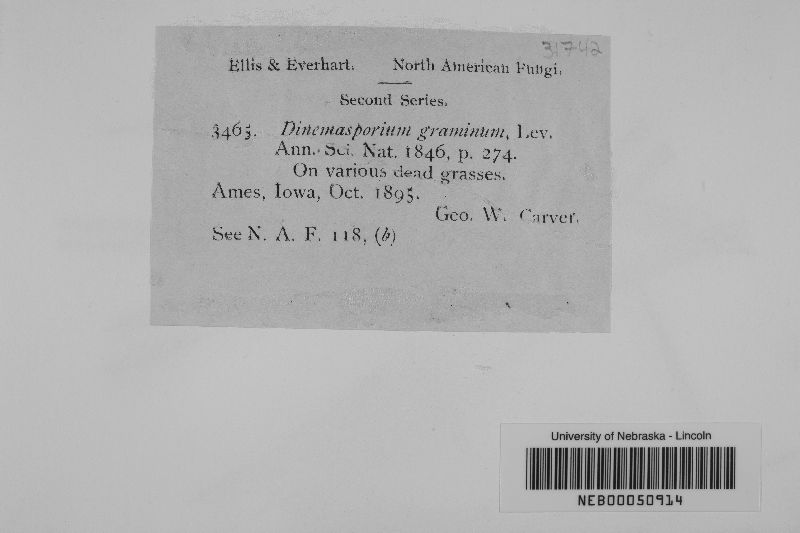 31742
Ellis & Everhart. North American Fungi.
Second Series.
3465. Dinemasporium graminum, Lev.
Ann. Sci. Nat. 1846, p. 274.
On various dead grasses.
Ames, Iowa, Oct. 1895.
Geo. W. Carver.
See N. A. F. 118, (b)
University of Nebraska - Lincoln
NEB00050914